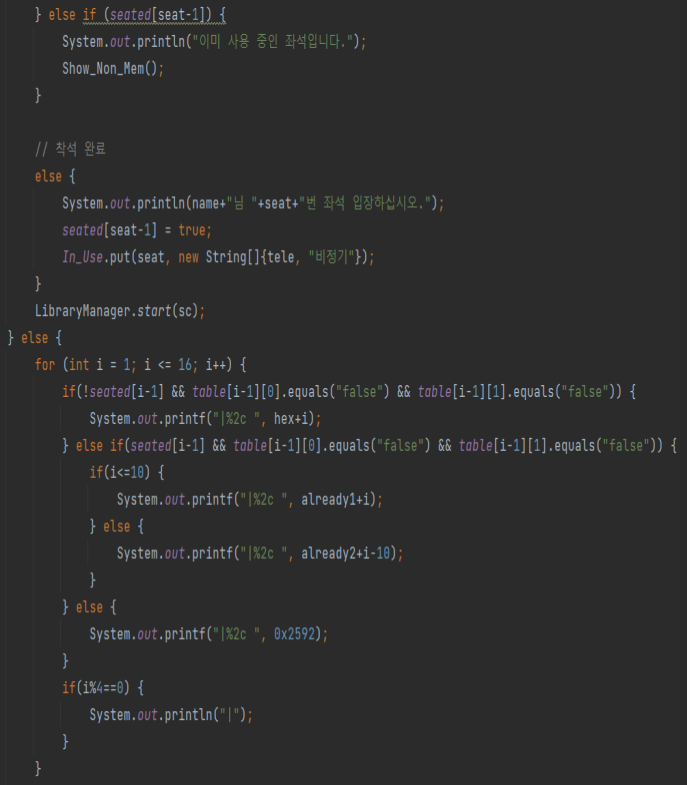 } else if (seated[seat-1]) {
System.out.println("이미 사용 중인 좌석입니다.");
Show_Non_Mem();
}
// 착석 완료
else {
System.out.println(name+"님 "+seat+"번 좌석 입장하십시오.");
seated[seat-1] = true;
In_Use.put(seat, new String[]{tele, "비정기"});
}
LibraryManager.start(sc);
} else {
for (int i = 1; i <= 16; i++) {
if(!seated[i-1] && table[i-1][0].equals("false") && table[i-1][1].equals("false")) {
System.out.printf("|%2c ", hex+i);
} else if(seated[i-1] && table[i-1][0].equals("false") && table[i-1][1].equals("false")) {
if(i<=10) {
System.out.printf("|%2c ", already1+i);
} else {
System.out.printf("|%2c ", already2+i-10);
}
} else {
System.out.printf("|%2c ", 0x2592);
}
if(i%4==0) {
System.out.println("|");
}
}